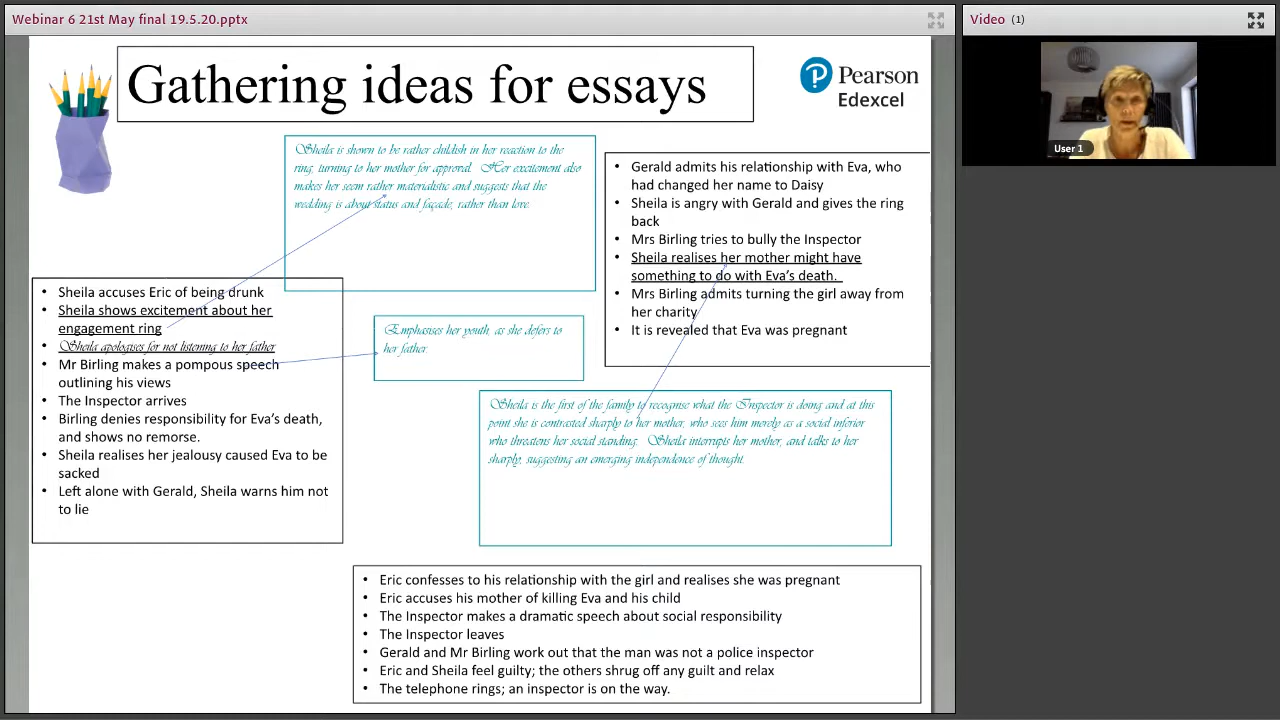 Webinar 6 21st May final 19.5.20.pptx
Video (1)
Gathering ideas for essays
Pearson
Edexcel
User 1
Sheila is shown to be rather childish in her reaction to the
ring, turning to her mother for approval. Her excitement also
makes her seem rather materialistic and suggests that the
wedding is about status and façade, rather than love.
• Gerald admits his relationship with Eva, who
had changed her name to Daisy
• Sheila is angry with Gerald and gives the ring
back
• Mrs Birling tries to bully the Inspector
• Sheila realises her mother might have
something to do with Eva's death.
• Mrs Birling admits turning the girl away from
her charity
• It is revealed that Eva was pregnant
• Sheila accuses Eric of being drunk
• Sheila shows excitement about her
engagement ring
• Sheila apologises for not listening to her father
• Mr Birling makes a pompous speech
outlining his views
• The Inspector arrives
• Birling denies responsibility for Eva's death,
and shows no remorse.
• Sheila realises her jealousy caused Eva to be
sacked
• Left alone with Gerald, Sheila warns him not
to lie
Emphasises her youth, as she defers to
her father.
Sheila is the first of the family to recognise what the Inspector is doing and at this
point she is contrasted sharply to her mother, who sees him merely as a social inferior
who threatens her social standing. Sheila interrupts her mother, and talks to her
sharply, suggesting an emerging independence of thought.
• Eric confesses to his relationship with the girl and realises she was pregnant
• Eric accuses his mother of killing Eva and his child
• The Inspector makes a dramatic speech about social responsibility
• The Inspector leaves
• Gerald and Mr Birling work out that the man was not a police inspector
• Eric and Sheila feel guilty; the others shrug off any guilt and relax
• The telephone rings; an inspector is on the way.